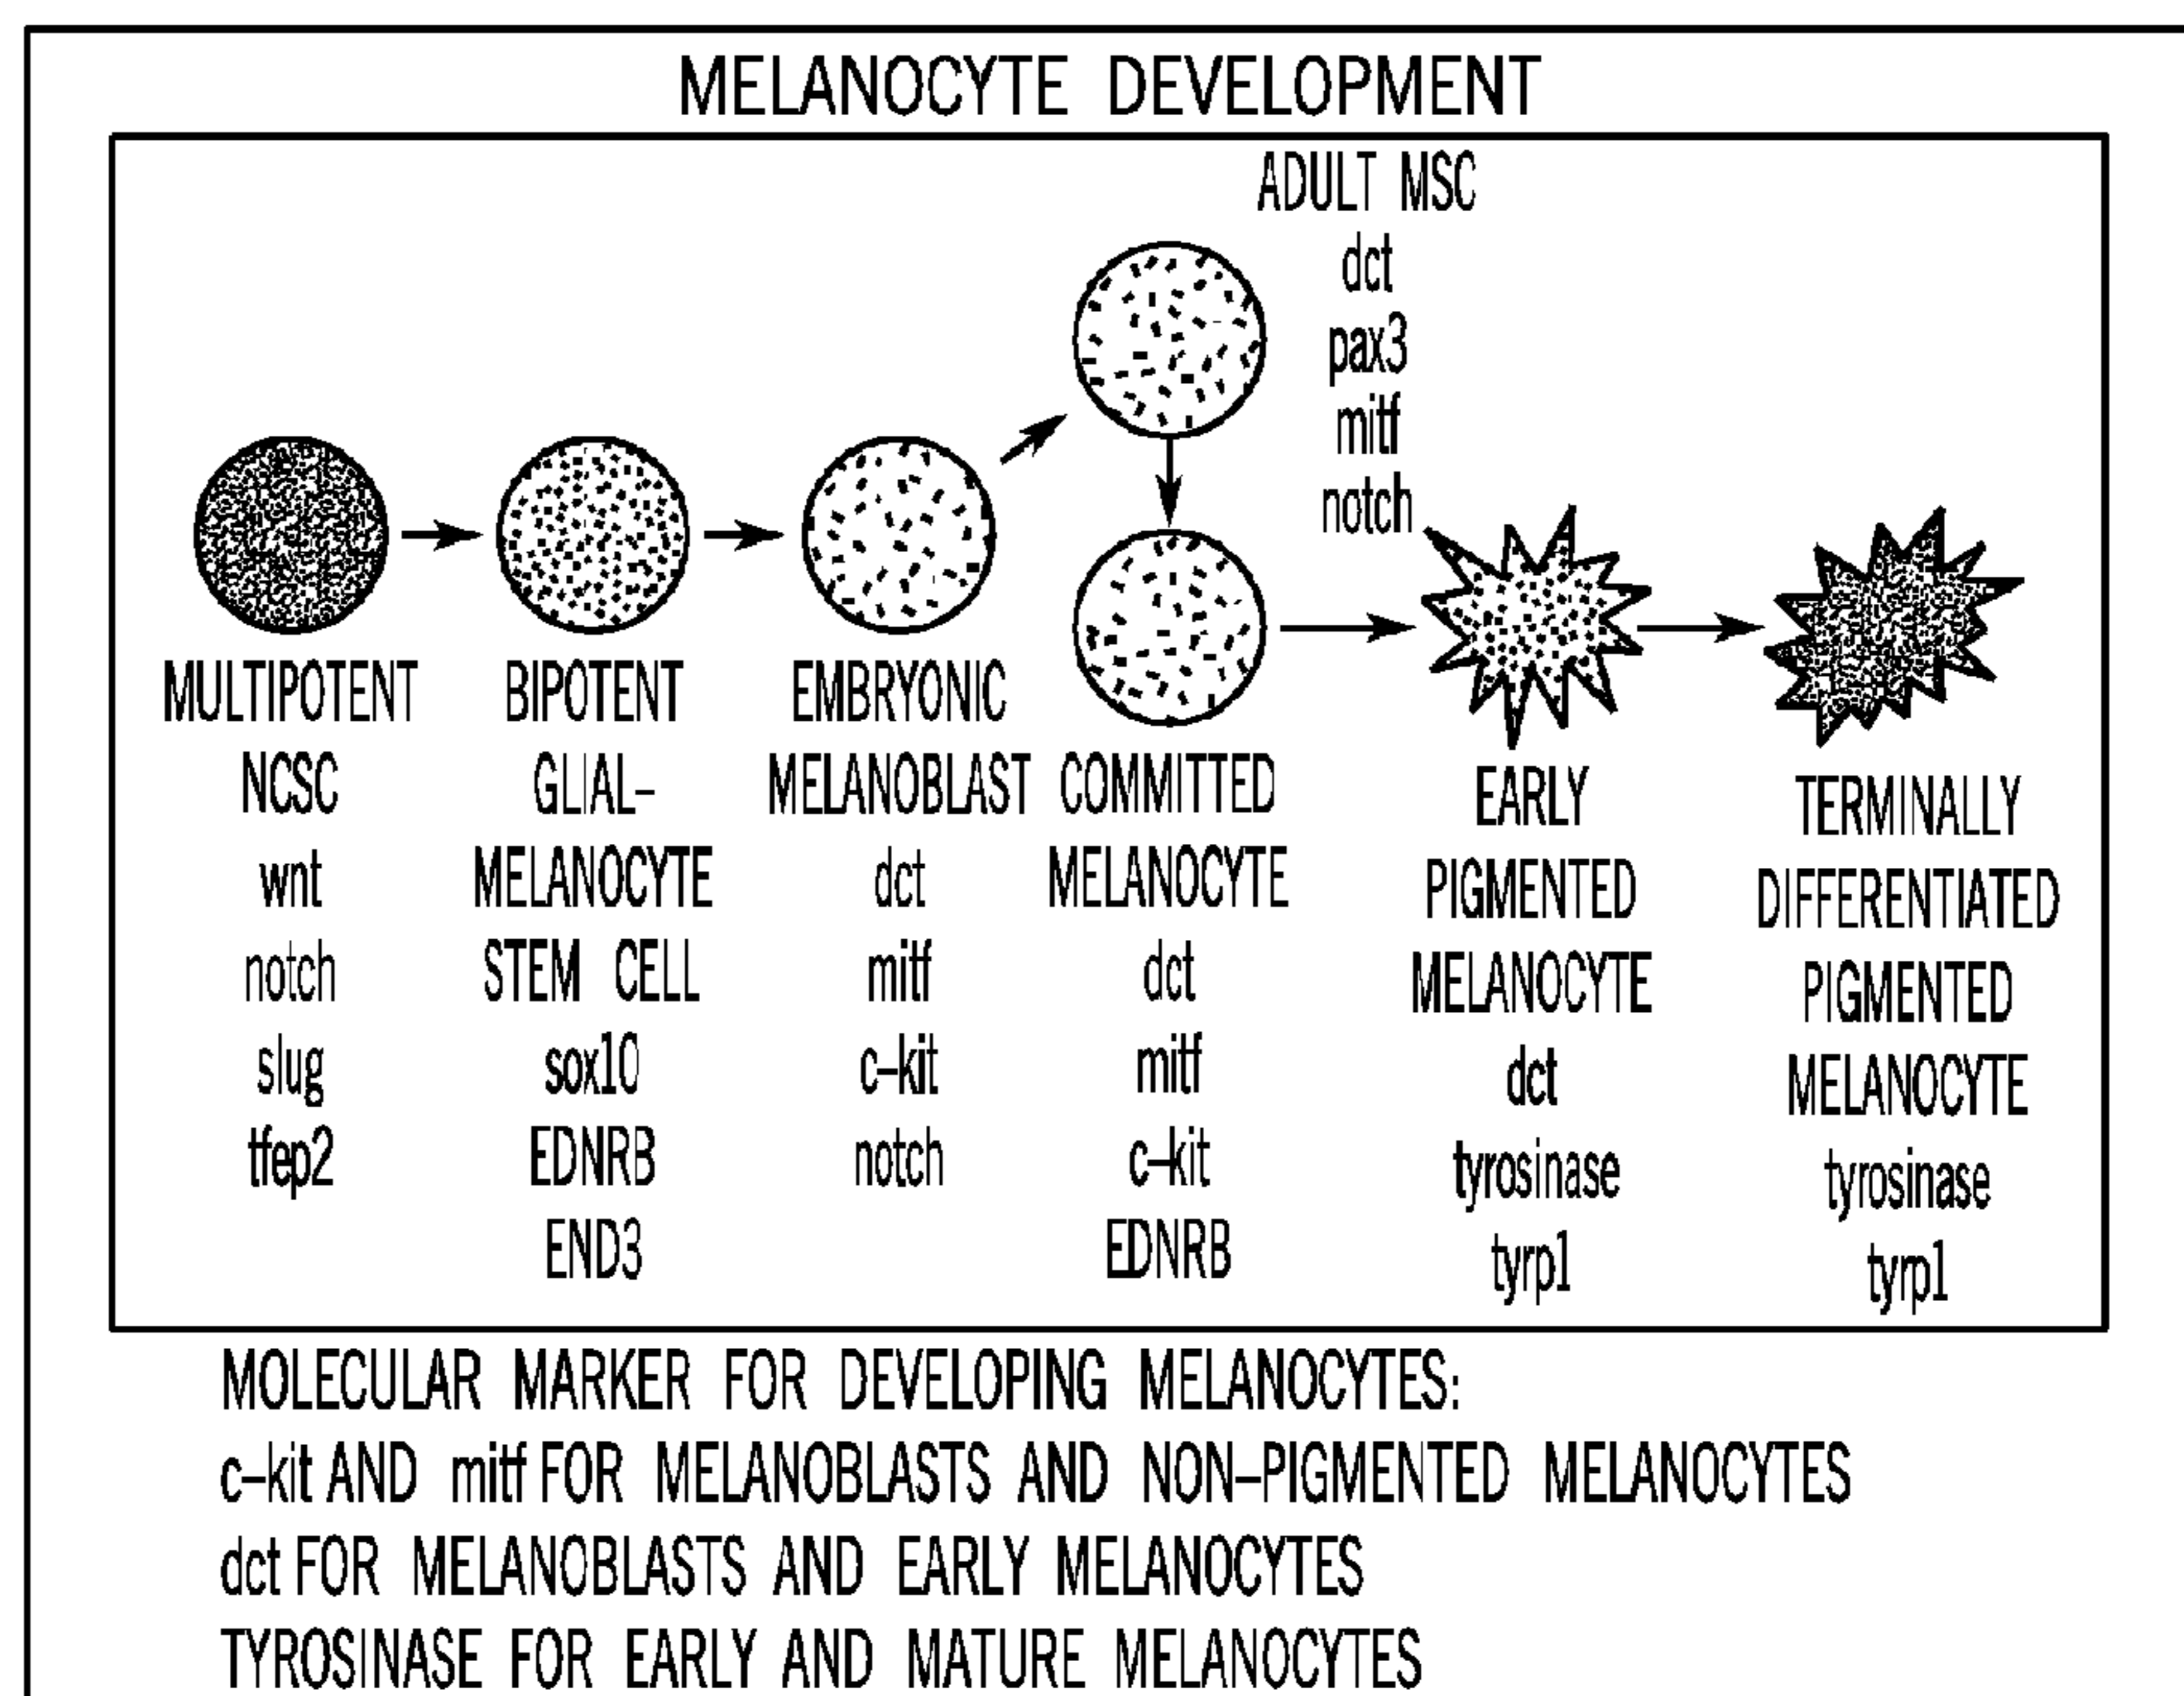 MELANOCYTE DEVELOPMENT
ADULT MSC
dct
pax3
mitf
notch
MULTIPOTENT
NCSC
wnt
notch
slug
tfep2
BIPOTENT
GLIAL-
MELANOCYTE
STEM CELL
sox10
EDNRB
END3
EMBRYONIC
MELANOBLAST
dct
mitf
c-kit
notch
COMMITTED
MELANOCYTE
dct
mitf
c-kit
EDNRB
EARLY
PIGMENTED
MELANOCYTE
dct
tyrosinase
tyrp1
TERMINALLY
DIFFERENTIATED
PIGMENTED
MELANOCYTE
tyrosinase
tyrp1
MOLECULAR MARKER FOR DEVELOPING MELANOCYTES:
c-kit AND mitf FOR MELANOBLASTS AND NON-PIGMENTED MELANOCYTES
dct FOR MELANOBLASTS AND EARLY MELANOCYTES
TYROSINASE FOR EARLY AND MATURE MELANOCYTES